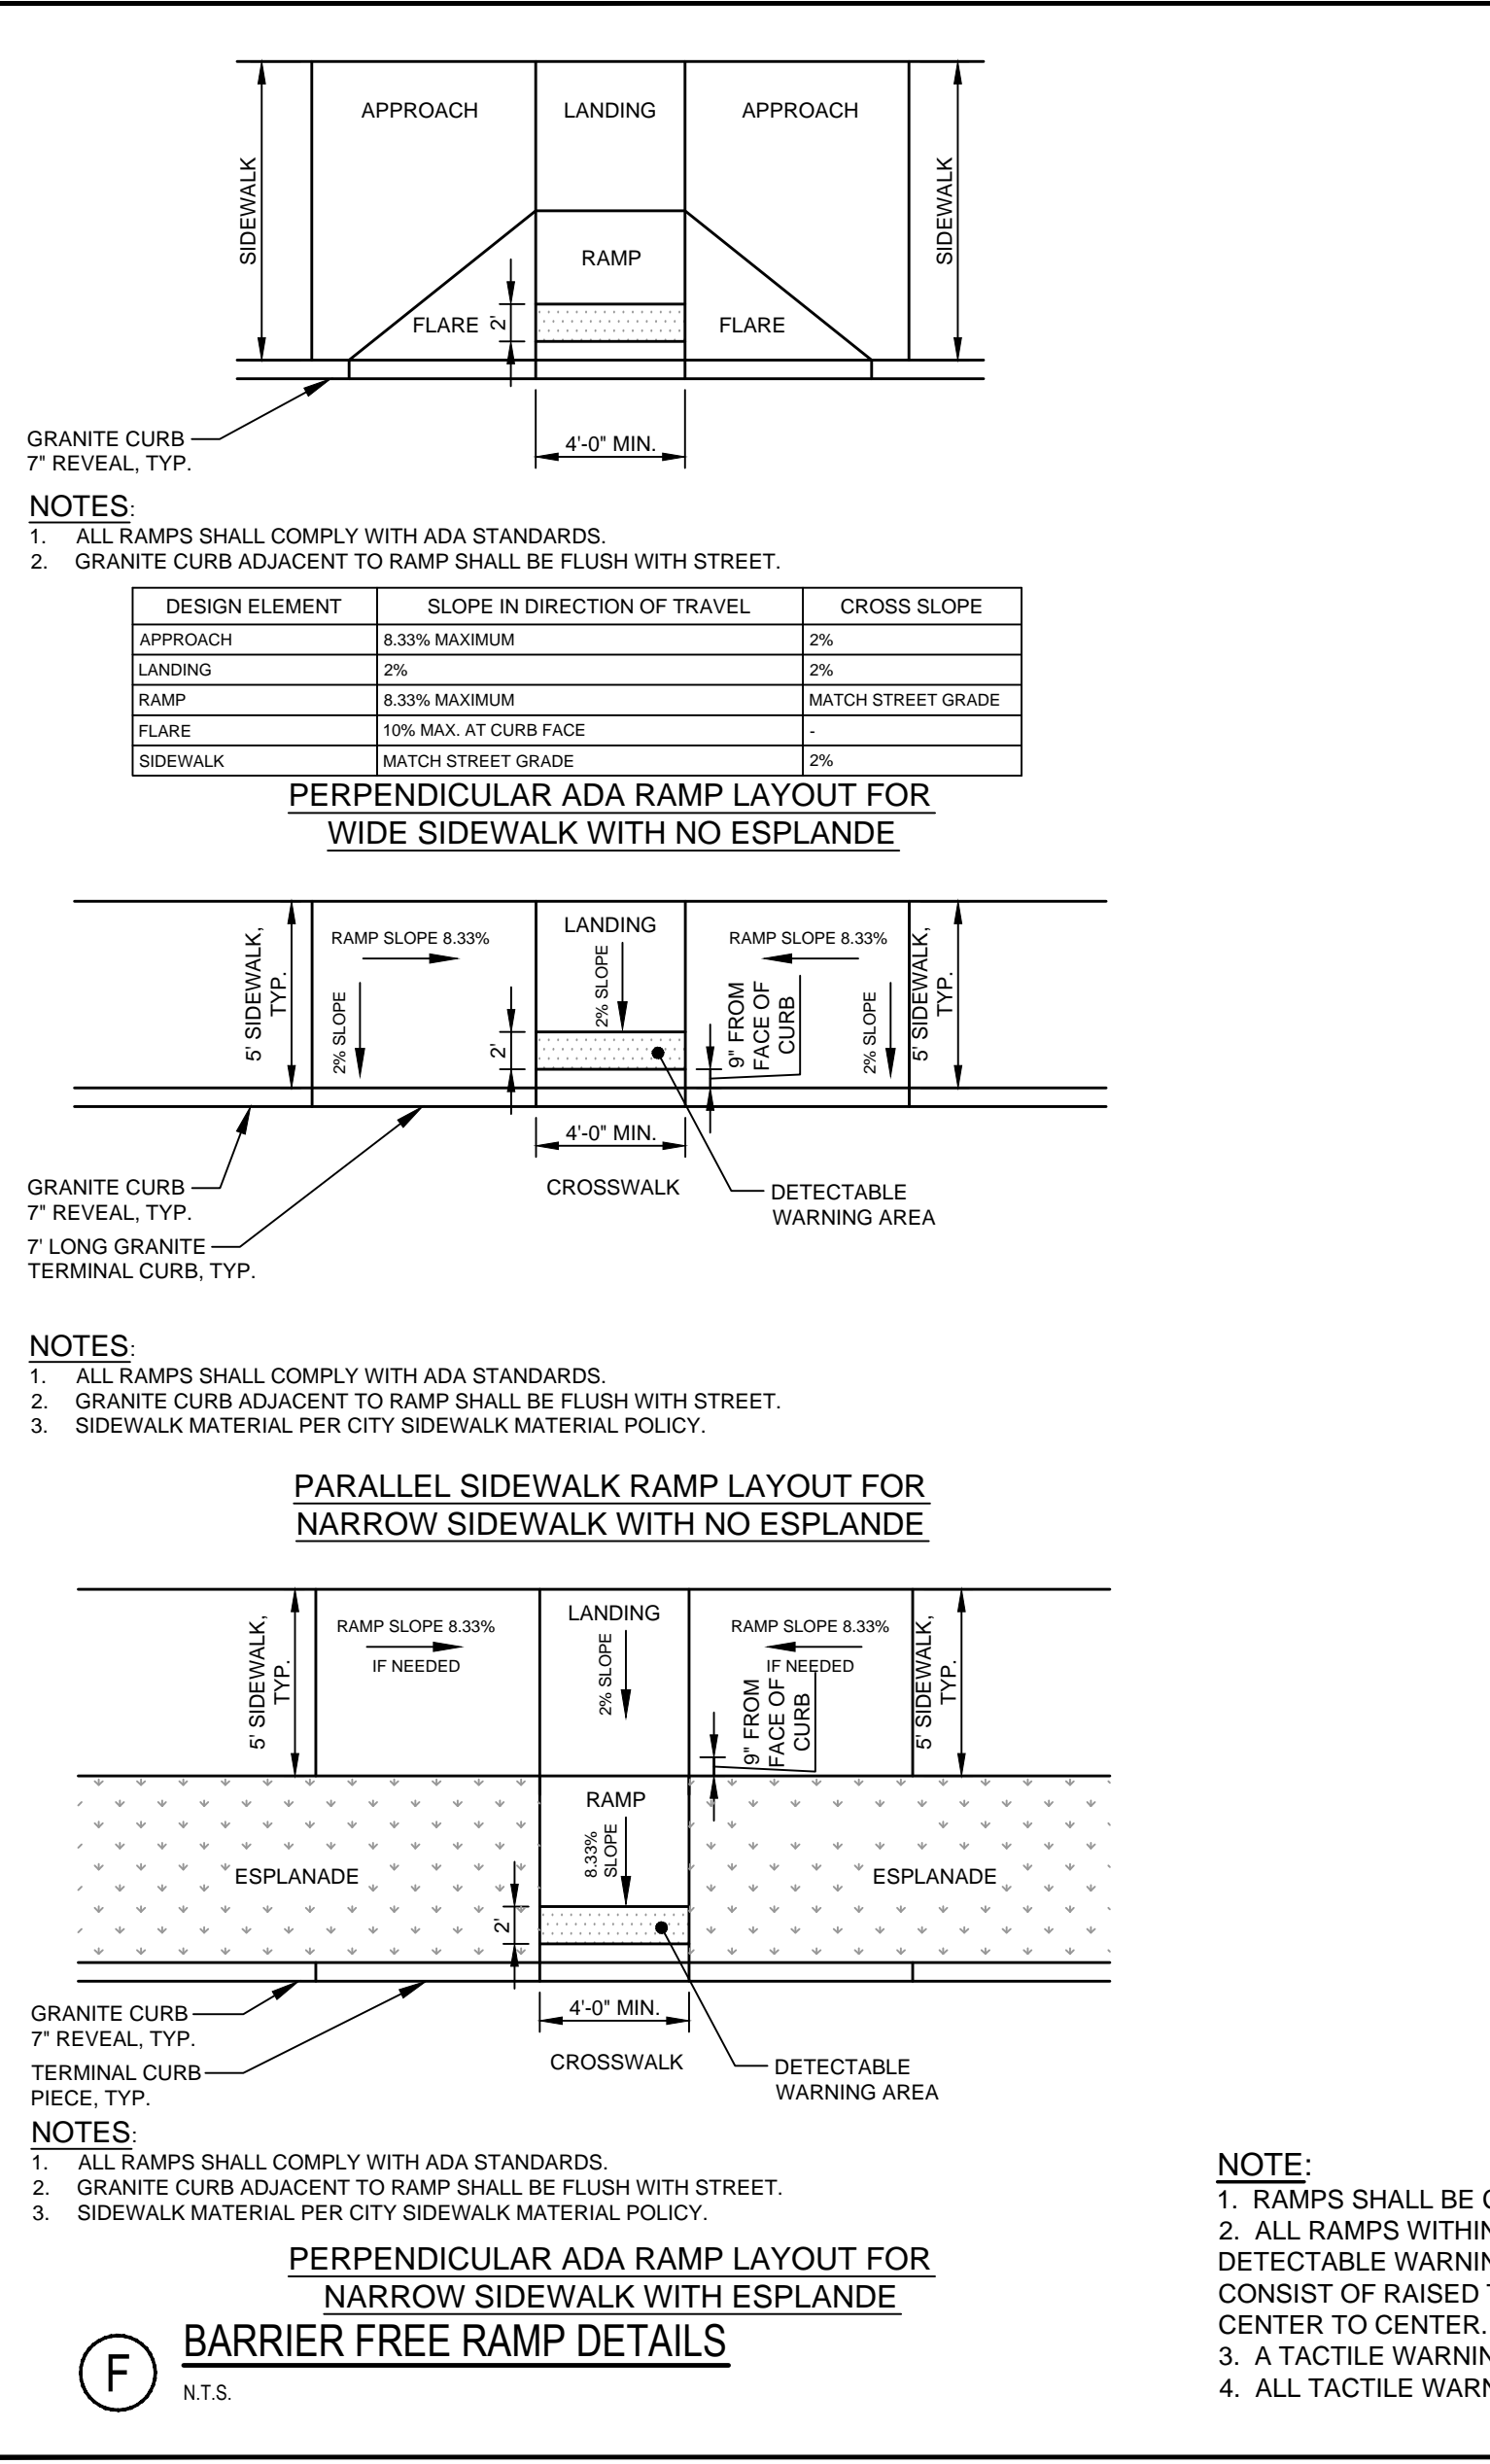 APPROACH LANDING APPROACH
SIDEWALK
SIDEWALK
RAMP
FLARE 2' FLARE
GRANITE CURB
7" REVEAL, TYP.
4'-0" MIN.
NOTES:
1. ALL RAMPS SHALL COMPLY WITH ADA STANDARDS.
2. GRANITE CURB ADJACENT TO RAMP SHALL BE FLUSH WITH STREET.
DESIGN ELEMENT SLOPE IN DIRECTION OF TRAVEL CROSS SLOPE
APPROACH 8.33% MAXIMUM 2%
LANDING 2% 2%
RAMP 8.33% MAXIMUM MATCH STREET GRADE
FLARE 10% MAX. AT CURB FACE -
SIDEWALK MATCH STREET GRADE 2%
PERPENDICULAR ADA RAMP LAYOUT FOR
WIDE SIDEWALK WITH NO ESPLANDE
5' SIDEWALK,
TYP.
RAMP SLOPE 8.33%
2% SLOPE
LANDING
2% SLOPE
2'
RAMP SLOPE 8.33%
9" FROM
FACE OF
CURB
2% SLOPE
5' SIDEWALK,
TYP.
4'-0" MIN.
CROSSWALK
DETECTABLE
WARNING AREA
GRANITE CURB
7" REVEAL, TYP.
7' LONG GRANITE
TERMINAL CURB, TYP.
NOTES:
1. ALL RAMPS SHALL COMPLY WITH ADA STANDARDS.
2. GRANITE CURB ADJACENT TO RAMP SHALL BE FLUSH WITH STREET.
3. SIDEWALK MATERIAL PER CITY SIDEWALK MATERIAL POLICY.
PARALLEL SIDEWALK RAMP LAYOUT FOR
NARROW SIDEWALK WITH NO ESPLANDE
5' SIDEWALK,
TYP.
RAMP SLOPE 8.33%
IF NEEDED
LANDING
2% SLOPE
RAMP SLOPE 8.33%
IF NEEDED
9" FROM
FACE OF
CURB
5' SIDEWALK,
TYP.
RAMP
8.33%
SLOPE
ESPLANADE
ESPLANADE
2'
GRANITE CURB
7" REVEAL, TYP.
TERMINAL CURB
PIECE, TYP.
4'-0" MIN.
CROSSWALK
DETECTABLE
WARNING AREA
NOTES:
1. ALL RAMPS SHALL COMPLY WITH ADA STANDARDS.
2. GRANITE CURB ADJACENT TO RAMP SHALL BE FLUSH WITH STREET.
3. SIDEWALK MATERIAL PER CITY SIDEWALK MATERIAL POLICY.
PERPENDICULAR ADA RAMP LAYOUT FOR
NARROW SIDEWALK WITH ESPLANDE
F
BARRIER FREE RAMP DETAILS
N.T.S.
NOTE:
1. RAMPS SHALL BE
2. ALL RAMPS WITHIN
DETECTABLE WARNIN
CONSIST OF RAISED
CENTER TO CENTER.
3. A TACTILE WARNIN
4. ALL TACTILE WARN